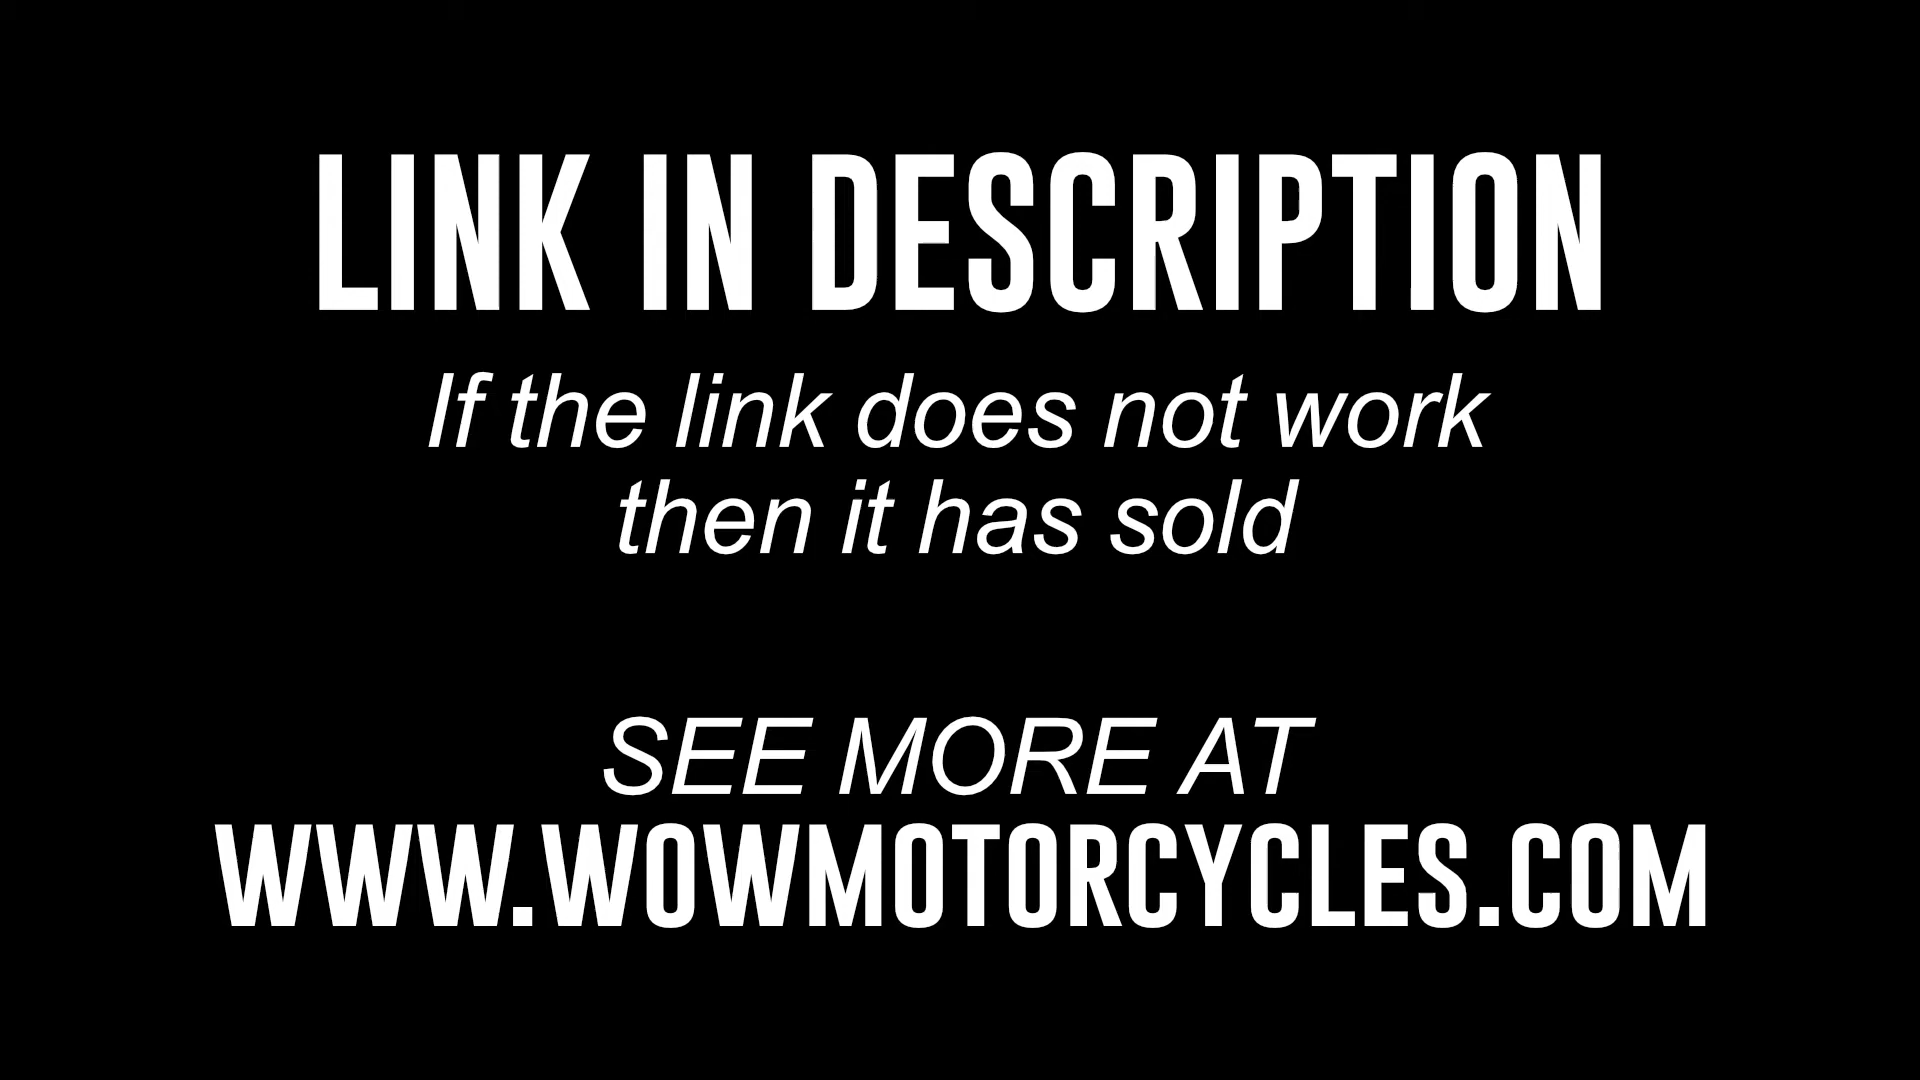 LINK IN DESCRIPTION
If the link does not work
then it has sold
SEE MORE AT
WWW.WOWMOTORCYCLES.COM